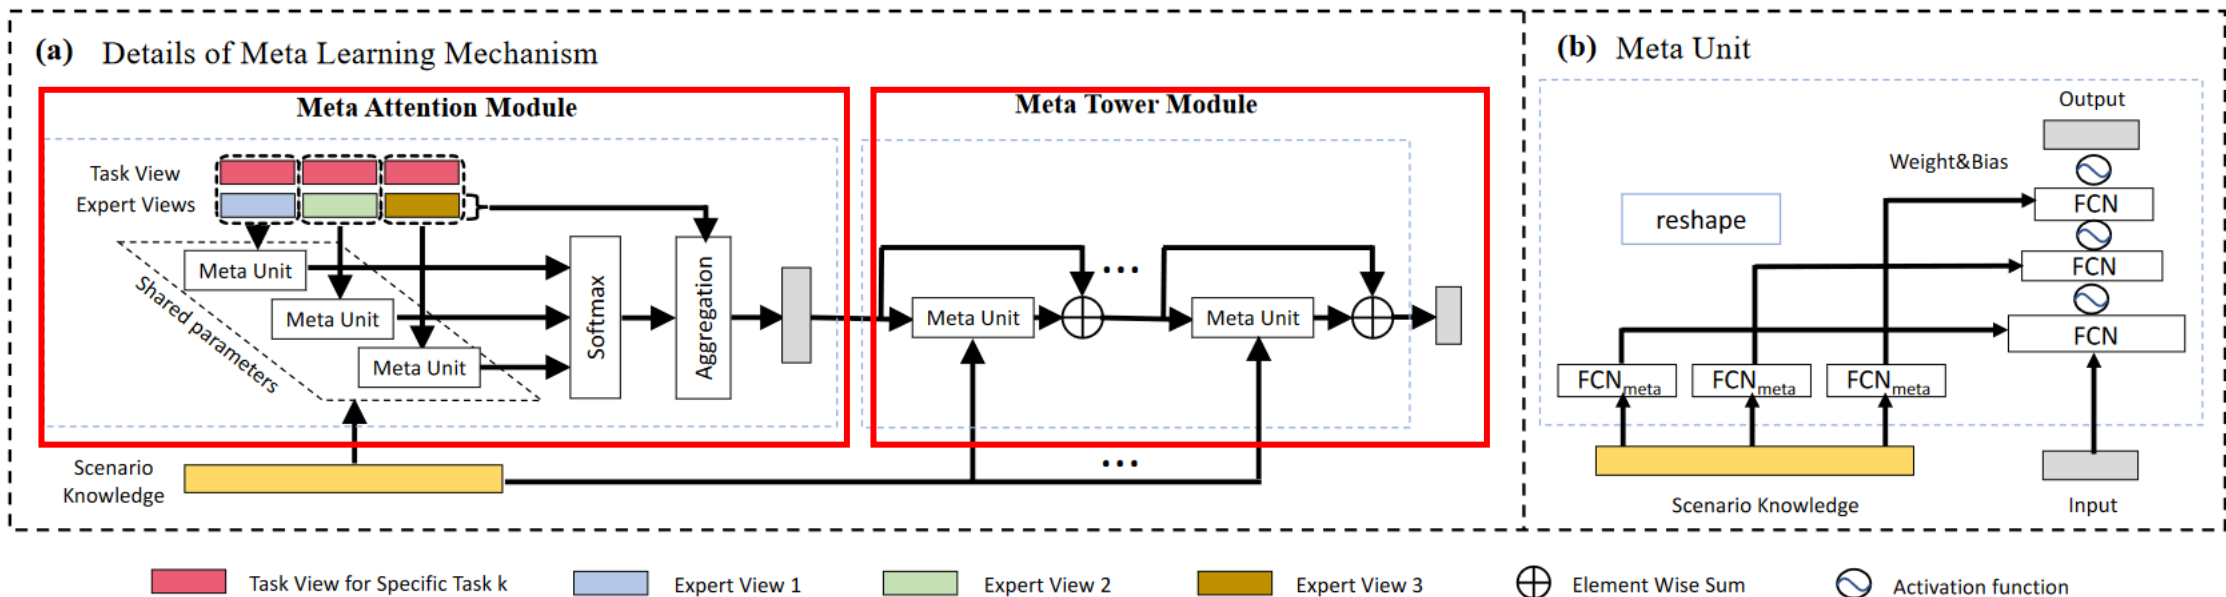 (a) Details of Meta Learning Mechanism
Meta Attention Module
Task View
Expert Views
Meta Unit
Meta Unit
Meta Unit
Shared parameters
Softmax
Aggregation
Scenario
Knowledge
Meta Tower Module
...
Meta Unit
Meta Unit
...
(b) Meta Unit
Output
Weight&Bias
reshape
FCN
FCN
FCN
FCNmeta
FCNmeta
FCNmeta
Scenario Knowledge
Input
Task View for Specific Task k
Expert View 1
Expert View 2
Expert View 3
Element Wise Sum
Activation function